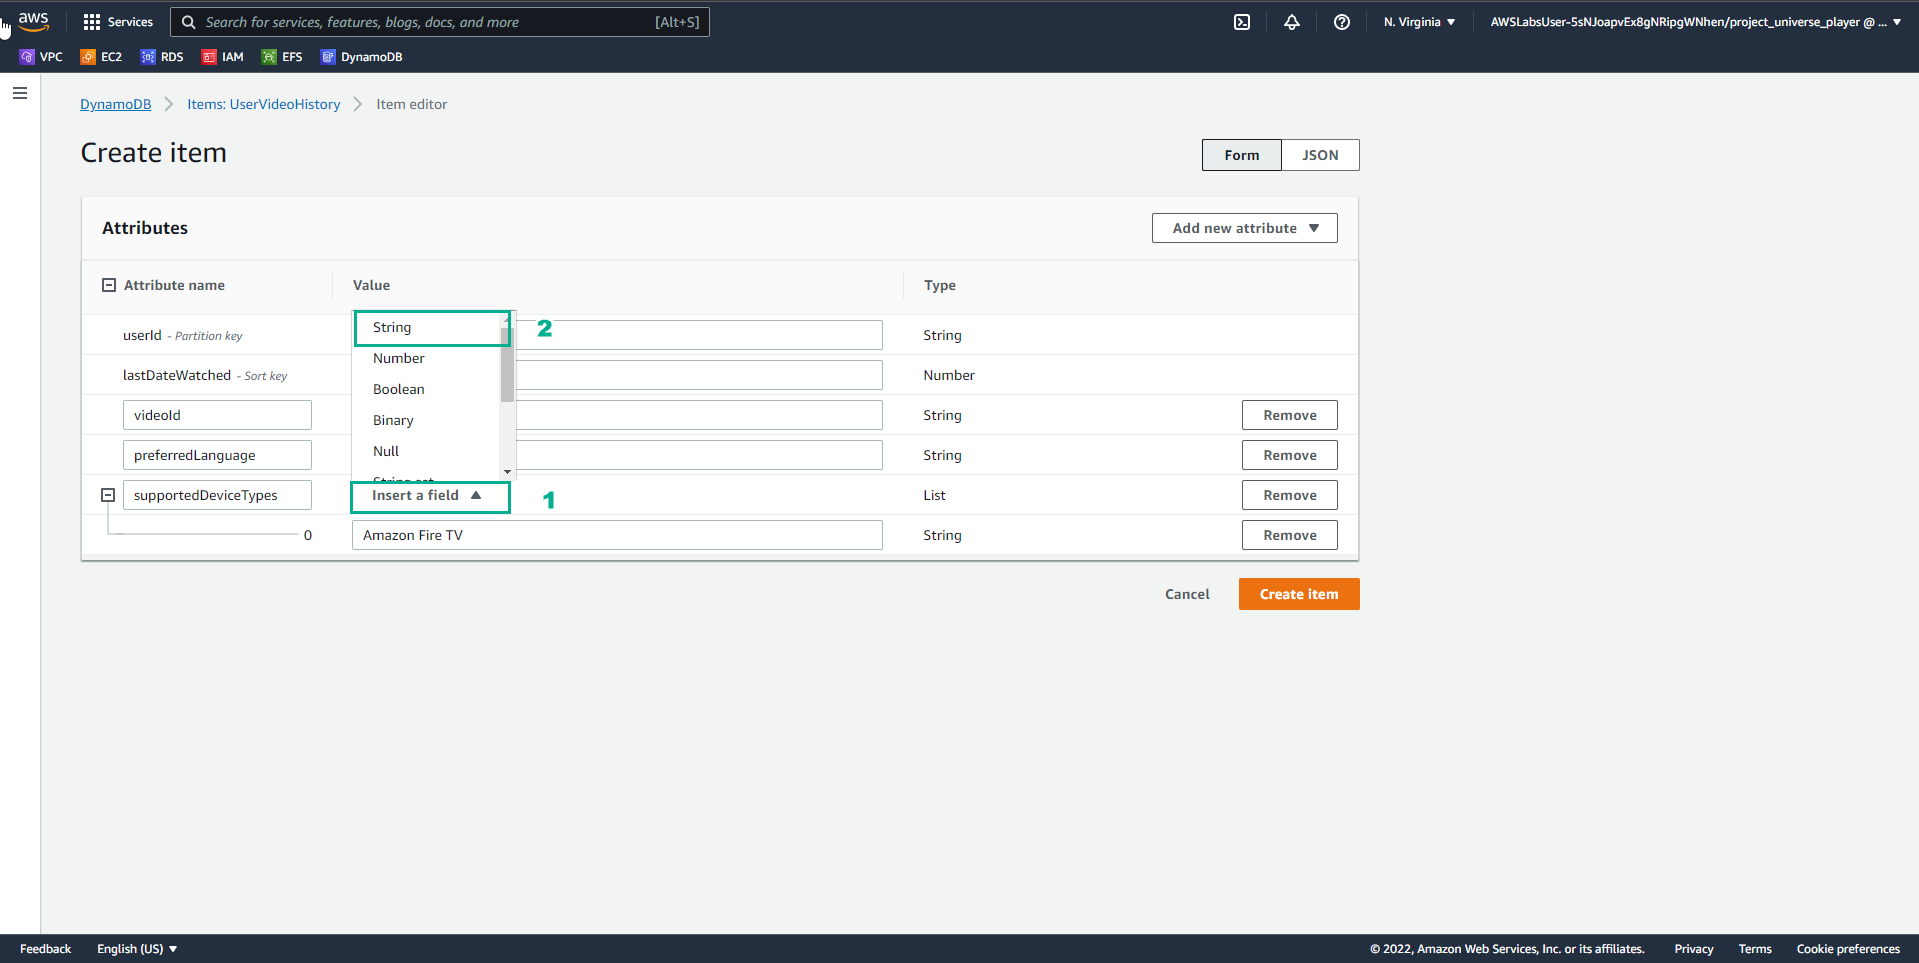 aws Services Search for services, features, blogs, docs, and more [Alt+S] N. Virginia ▼ AWSLabsUser-5sNJoapvEx8gNRipgWNhen/project_universe_player @ ... ▼
VPC EC2 RDS IAM EFS DynamoDB
DynamoDB > Items: UserVideoHistory > Item editor
Create item
Form JSON
Attributes
Add new attribute ▼
Attribute name Value Type
userId - Partition key String 2 String
Number
lastDateWatched - Sort key Number
Boolean
videoId String Remove
Binary
preferredLanguage Null String Remove
String set
supportedDeviceTypes Insert a field ▲ 1 List Remove
0 Amazon Fire TV String Remove
Cancel Create item
Feedback English (US) ▼ © 2022, Amazon Web Services, Inc. or its affiliates. Privacy Terms Cookie preferences